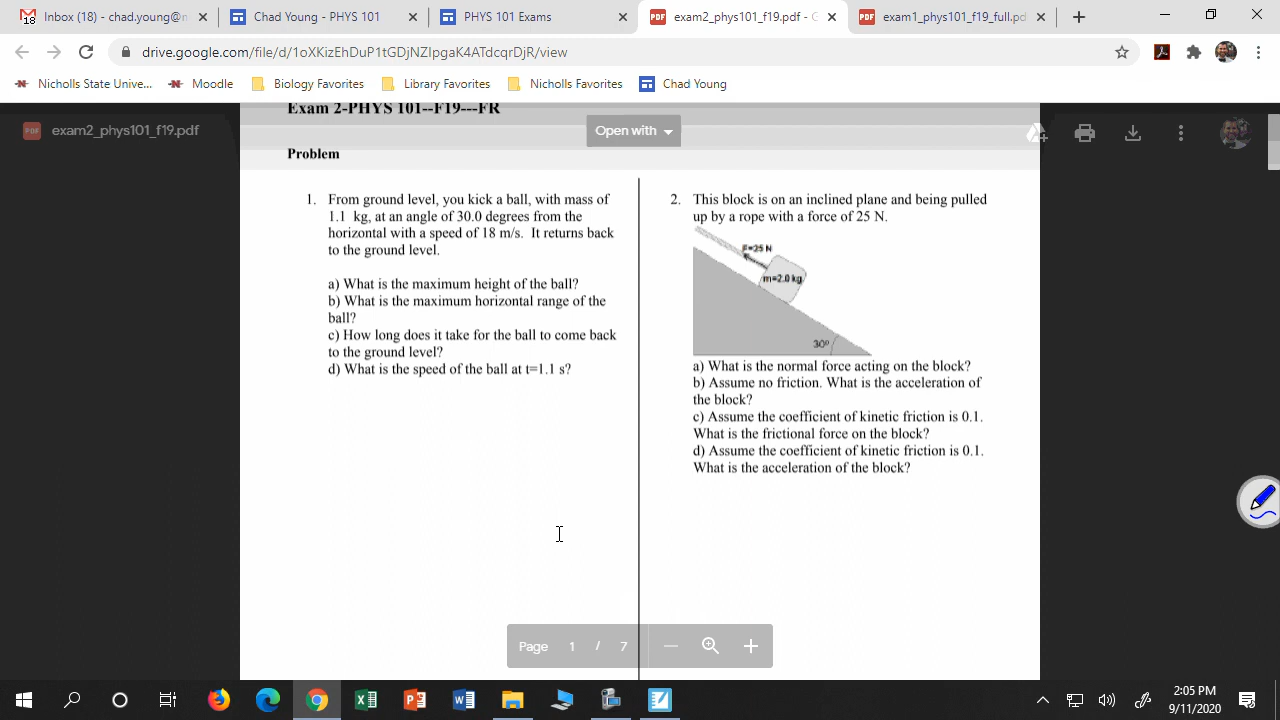 Inbox (18) - chad.young@n
Chad Young - PHYS 101
PHYS 101 Exams
exam2_phys101_f19.pdf - G
exam1_phys101_f19_full.pd
drive.google.com/file/d/1oXKizEhDuP1tGDjNZIpgaK4ATdcqrDjR/view
Nicholls State Unive...
Moodle
Biology Favorites
Library Favorites
Nicholls Favorites
Chad Young
PDF exam2_phys101_f19.pdf
Open with
Exam 2-PHYS 101--F19---FR
Problem
1. From ground level, you kick a ball, with mass of
1.1 kg, at an angle of 30.0 degrees from the
horizontal with a speed of 18 m/s. It returns back
to the ground level.
a) What is the maximum height of the ball?
b) What is the maximum horizontal range of the
ball?
c) How long does it take for the ball to come back
to the ground level?
d) What is the speed of the ball at t=1.1 s?
2. This block is on an inclined plane and being pulled
up by a rope with a force of 25 N.
F=25 N
m=2.0 kg
30º
a) What is the normal force acting on the block?
b) Assume no friction. What is the acceleration of
the block?
c) Assume the coefficient of kinetic friction is 0.1.
What is the frictional force on the block?
d) Assume the coefficient of kinetic friction is 0.1.
What is the acceleration of the block?
Page 1 / 7
2:05 PM
9/11/2020